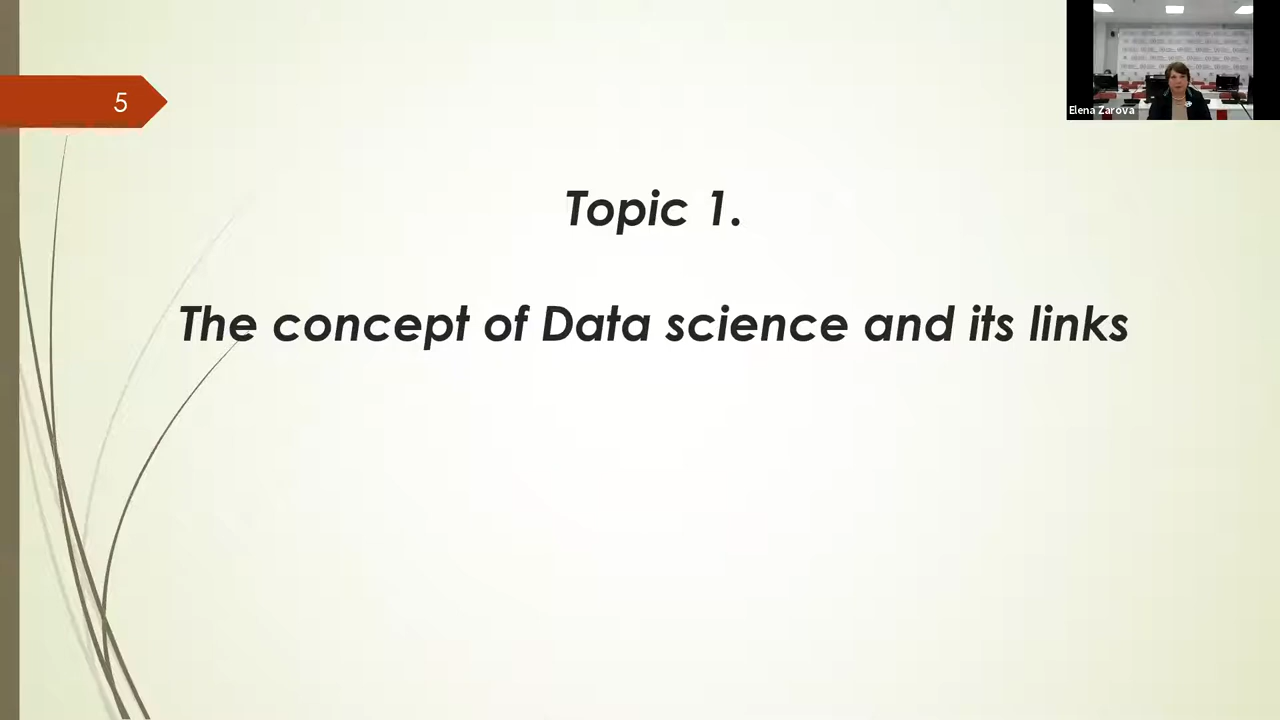 5
Elena Zarova
Topic 1.
The concept of Data science and its links